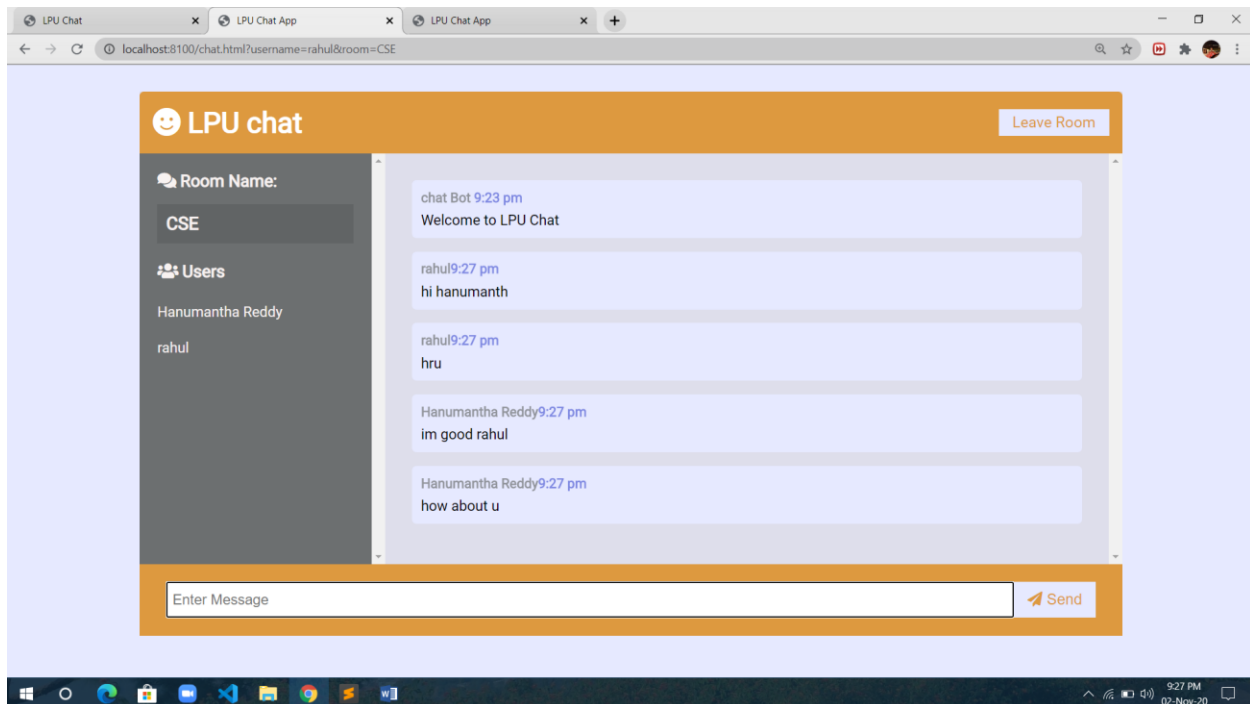 LPU Chat
LPU Chat App
LPU Chat App
localhost:8100/chat.html?username=rahul&room=CSE
LPU chat
Leave Room
Room Name:
CSE
Users
Hanumantha Reddy
rahul
chat Bot 9:23 pm
Welcome to LPU Chat
rahul9:27 pm
hi hanumanth
rahul9:27 pm
hru
Hanumantha Reddy9:27 pm
im good rahul
Hanumantha Reddy9:27 pm
how about u
Enter Message
Send
9:27 PM
02-Nov-20